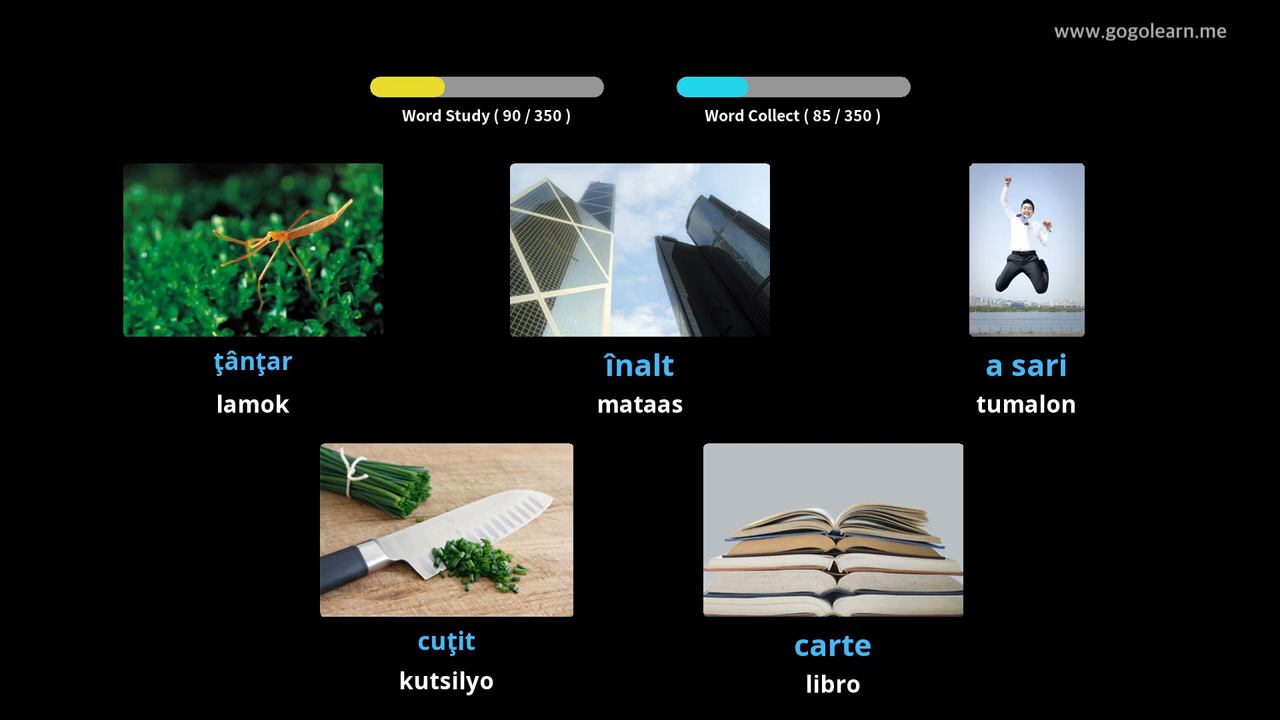 www.gogolearn.me
Word Study ( 90 / 350 )
Word Collect ( 85 / 350 )
ţânţar
înalt
a sari
lamok
mataas
tumalon
cuţit
carte
kutsilyo
libro